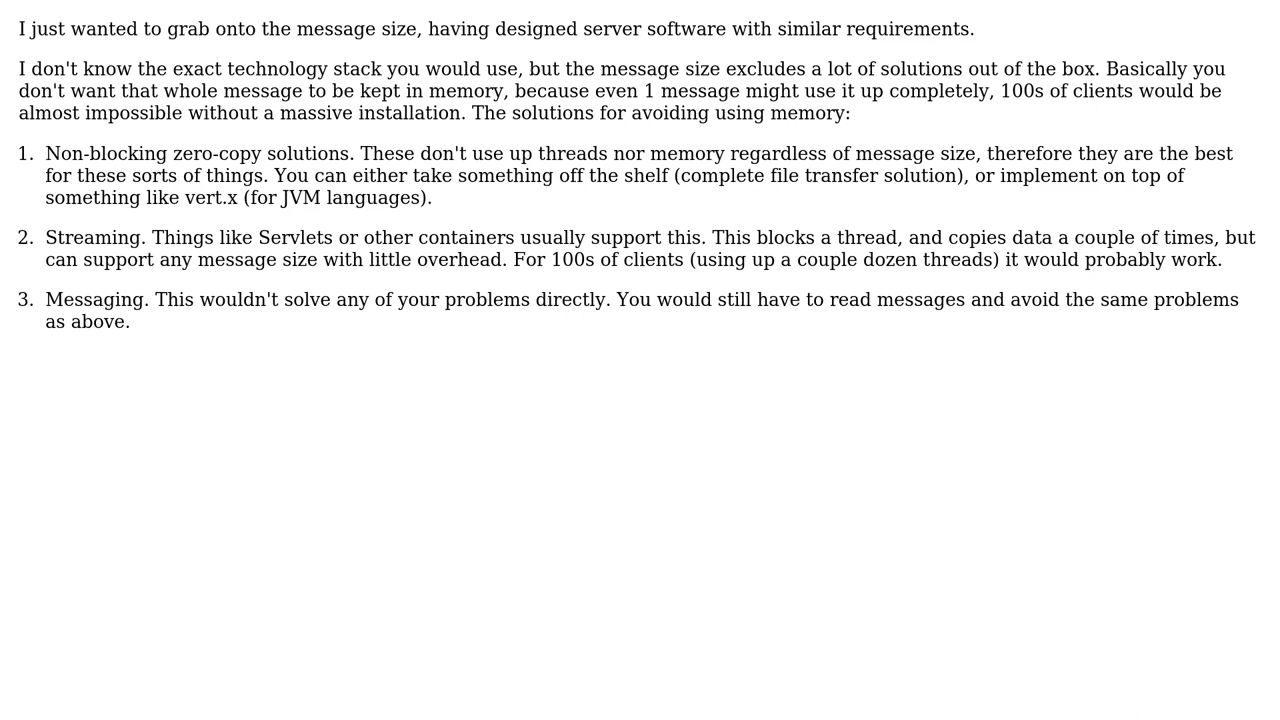 I just wanted to grab onto the message size, having designed server software with similar requirements.
I don't know the exact technology stack you would use, but the message size excludes a lot of solutions out of the box. Basically you
don't want that whole message to be kept in memory, because even 1 message might use it up completely, 100s of clients would be
almost impossible without a massive installation. The solutions for avoiding using memory:
1. Non-blocking zero-copy solutions. These don't use up threads nor memory regardless of message size, therefore they are the best
for these sorts of things. You can either take something off the shelf (complete file transfer solution), or implement on top of
something like vert.x (for JVM languages).
2. Streaming. Things like Servlets or other containers usually support this. This blocks a thread, and copies data a couple of times, but
can support any message size with little overhead. For 100s of clients (using up a couple dozen threads) it would probably work.
3. Messaging. This wouldn't solve any of your problems directly. You would still have to read messages and avoid the same problems
as above.